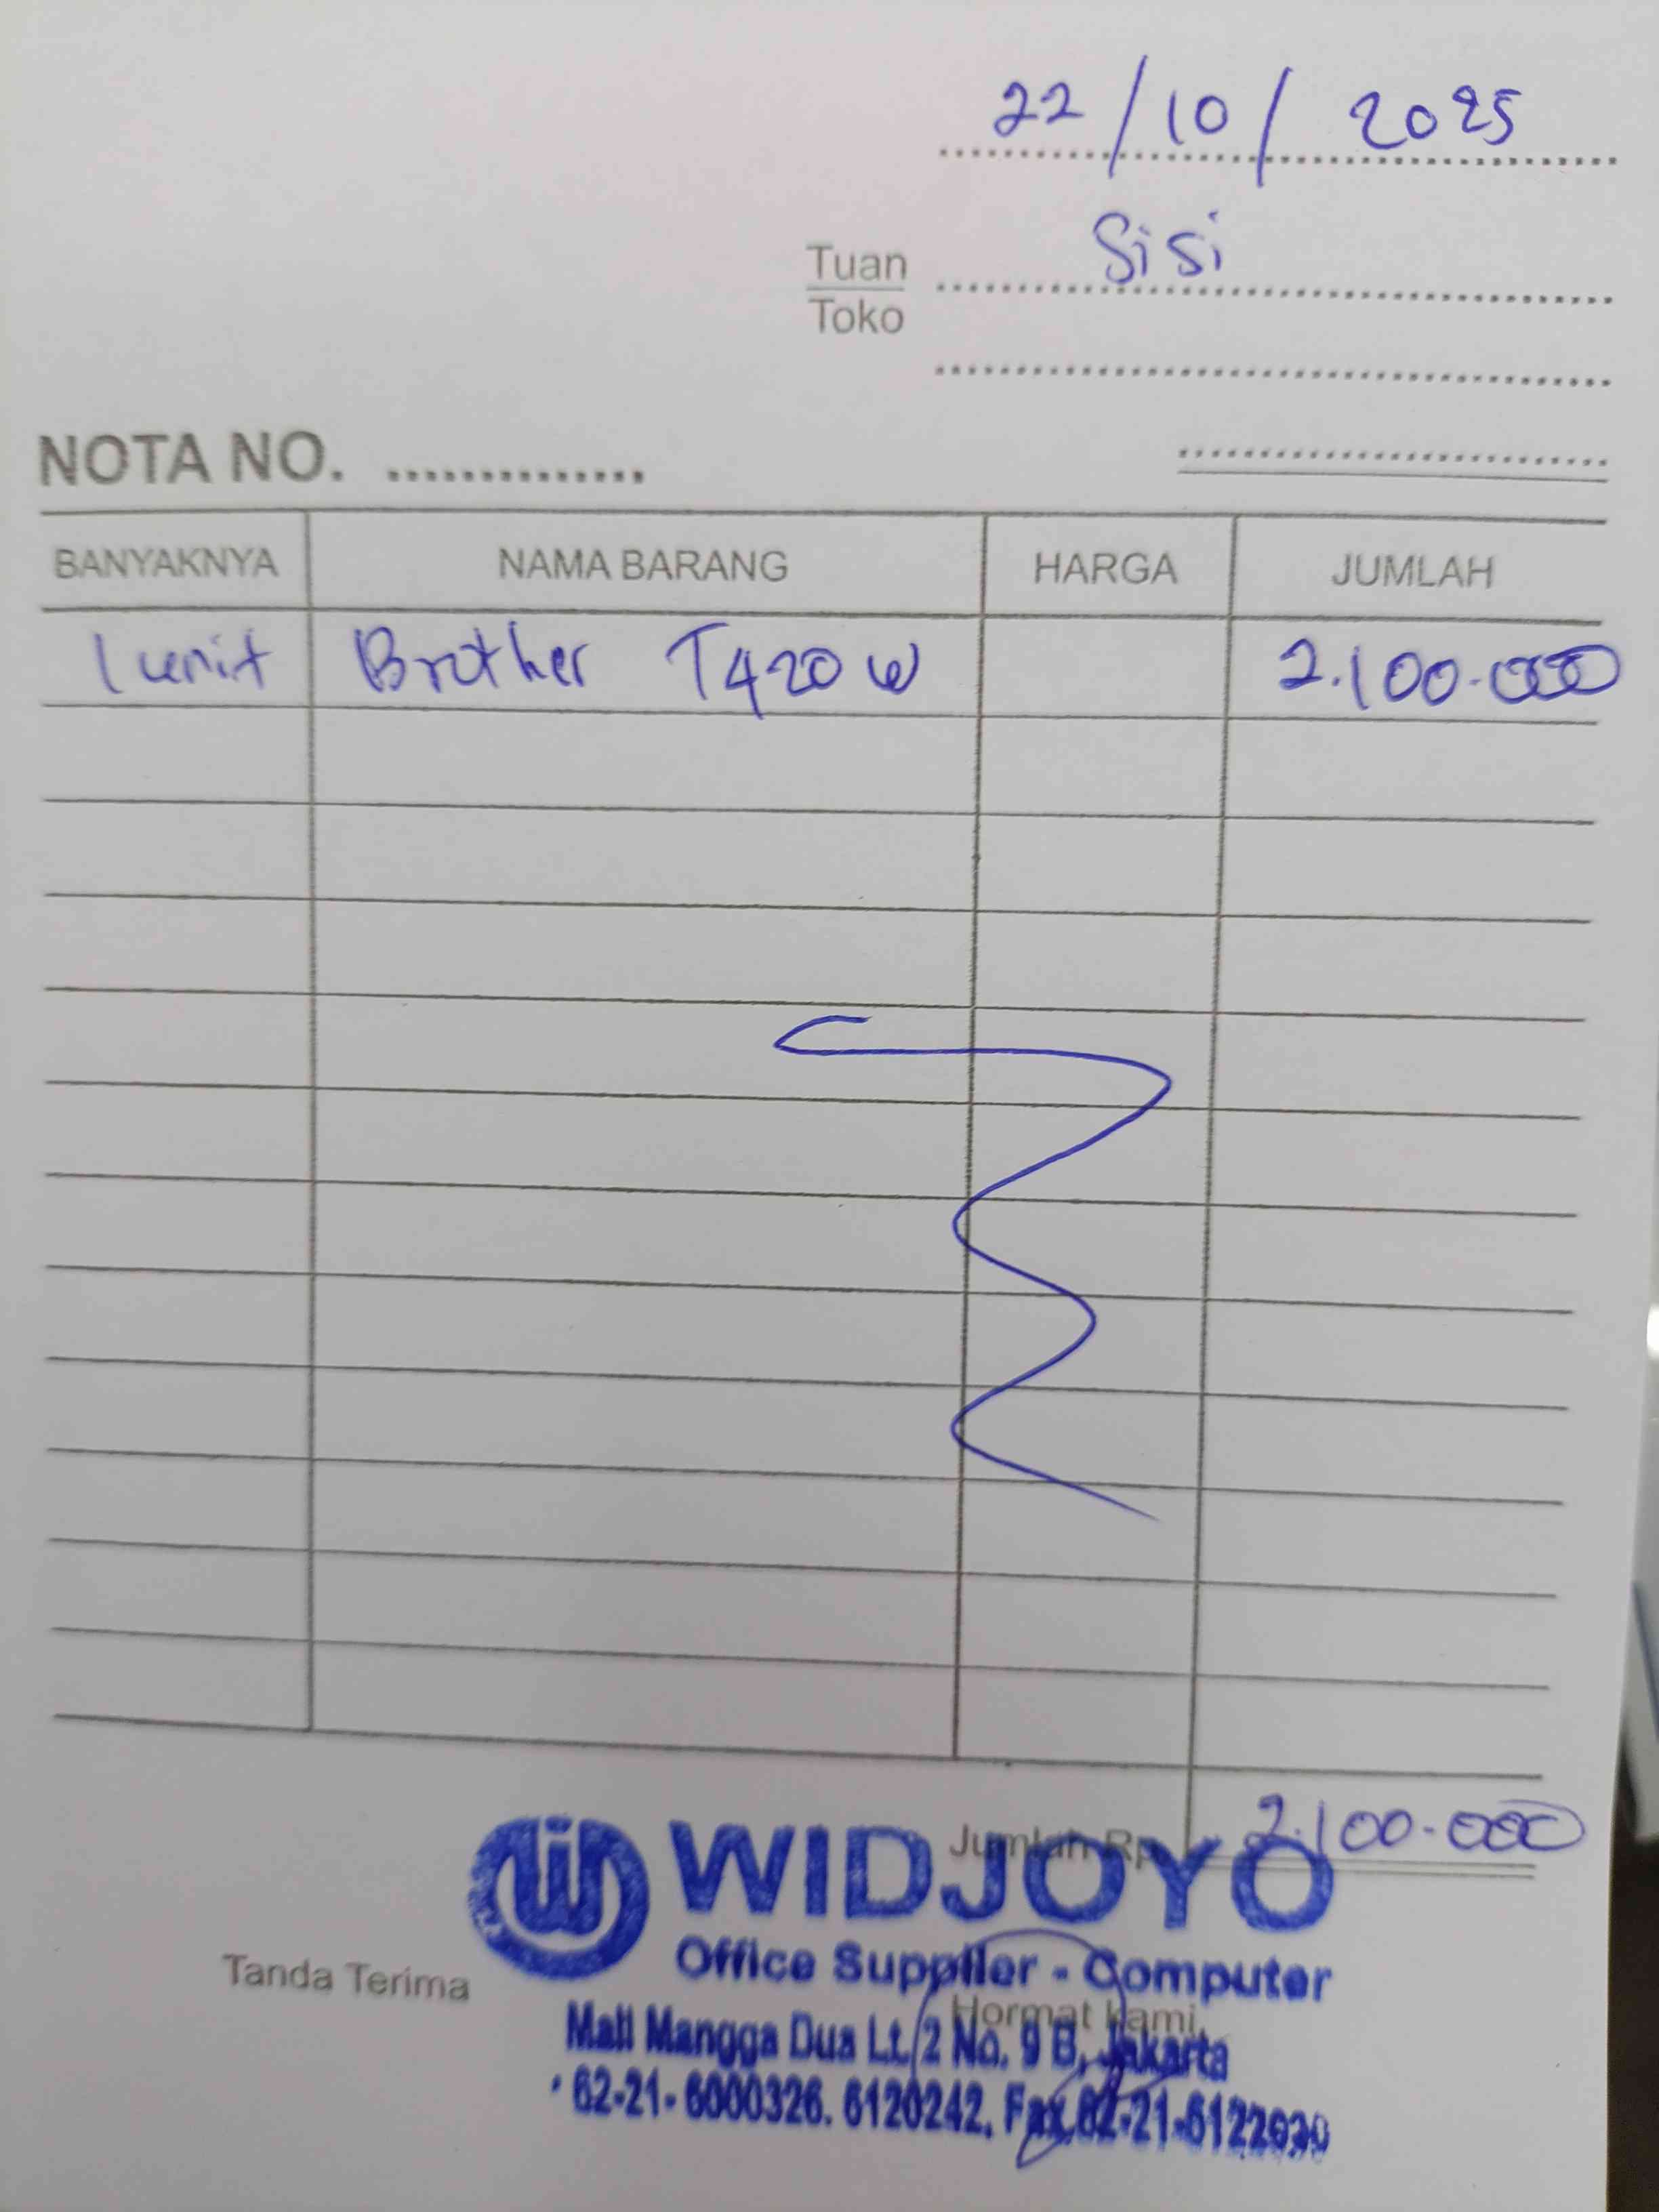 22/10/2025
Tuan Sisi
Toko
NOTA NO. ..............
BANYAKNYA NAMA BARANG HARGA JUMLAH
1 unit Brother T420W 2.100.000
Jumlah Rp. 2.100.000
WIDJOYO
Office Supplier - Computer
Tanda Terima
Hormat kami,
Mall Mangga Dua Lt. 2 No. 9 B, Jakarta
62-21- 6000326. 6120242, Fax.62-21-6122030